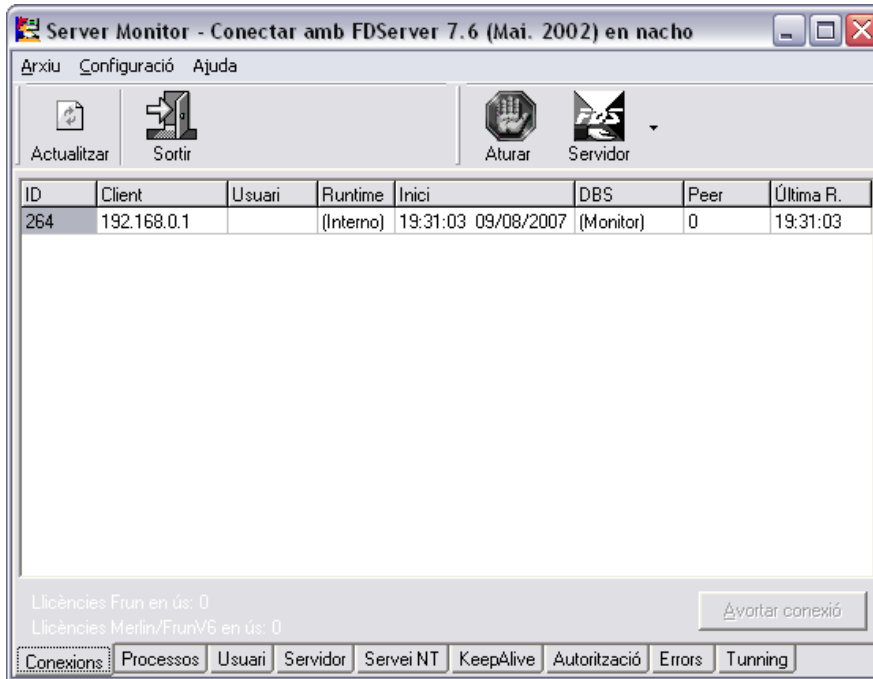 Server Monitor - Conectar amb FDServer 7.6 (Mai. 2002) en nacho
Arxiu Configuració Ajuda
FDS
Actualitzar Sortir Aturar Servidor
ID Client Usuari Runtime Inici DBS Peer Última R.
264 192.168.0.1 (Interno) 19:31:03 09/08/2007 (Monitor) 0 19:31:03
Llicències Frun en ús: 0
Llicències Merlin/FrunV6 en ús: 0
Avortar conexió
Conexions Processos Usuari Servidor Servei NT KeepAlive Autorització Errors Tunning